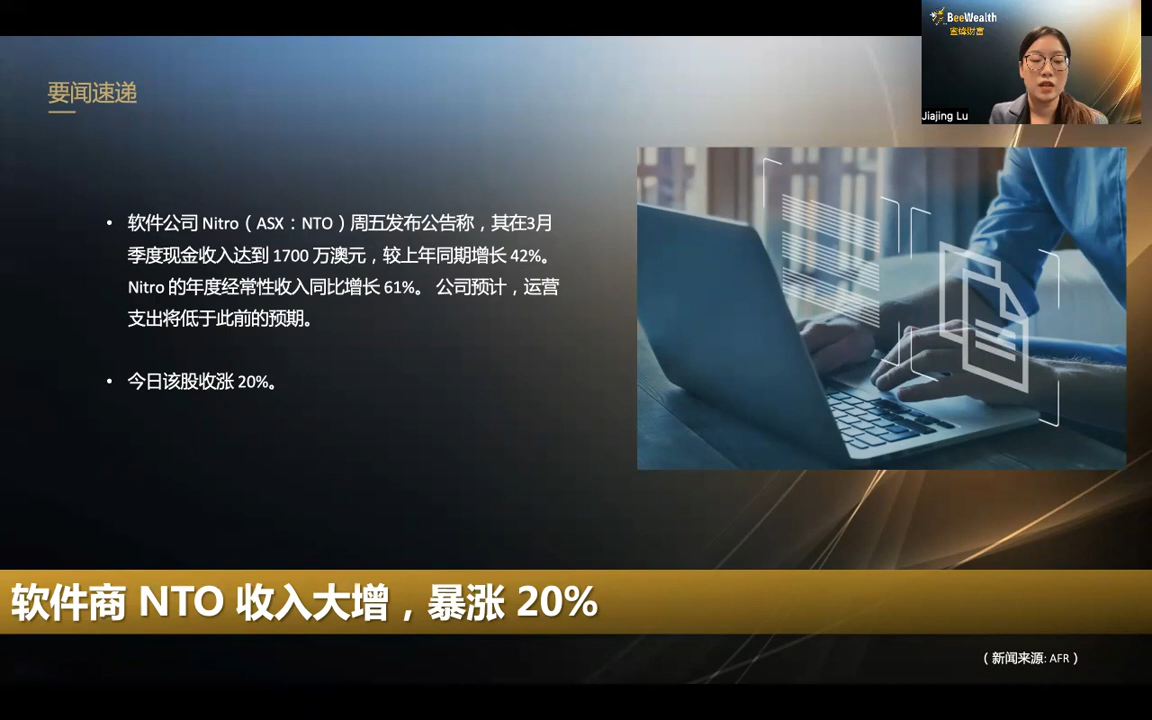 BeeWealth
蜜蜂财富
Jiajing Lu
要闻速递
• 软件公司 Nitro（ASX：NTO）周五发布公告称，其在3月
季度现金收入达到 1700 万澳元，较上年同期增长 42%。
Nitro 的年度经常性收入同比增长 61%。 公司预计，运营
支出将低于此前的预期。
• 今日该股收涨 20%。
软件商 NTO 收入大增，暴涨 20%
（新闻来源: AFR）